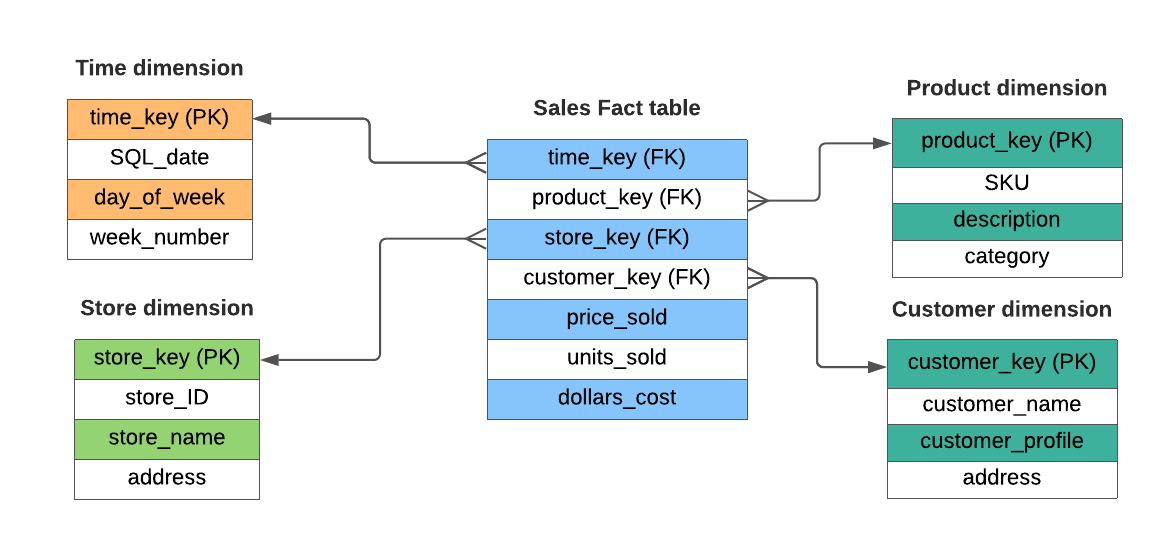 Time dimension
time_key (PK)
SQL_date
day_of_week
week_number
Store dimension
store_key (PK)
store_ID
store_name
address
Sales Fact table
time_key (FK)
product_key (FK)
store_key (FK)
customer_key (FK)
price_sold
units_sold
dollars_cost
Product dimension
product_key (PK)
SKU
description
category
Customer dimension
customer_key (PK)
customer_name
customer_profile
address